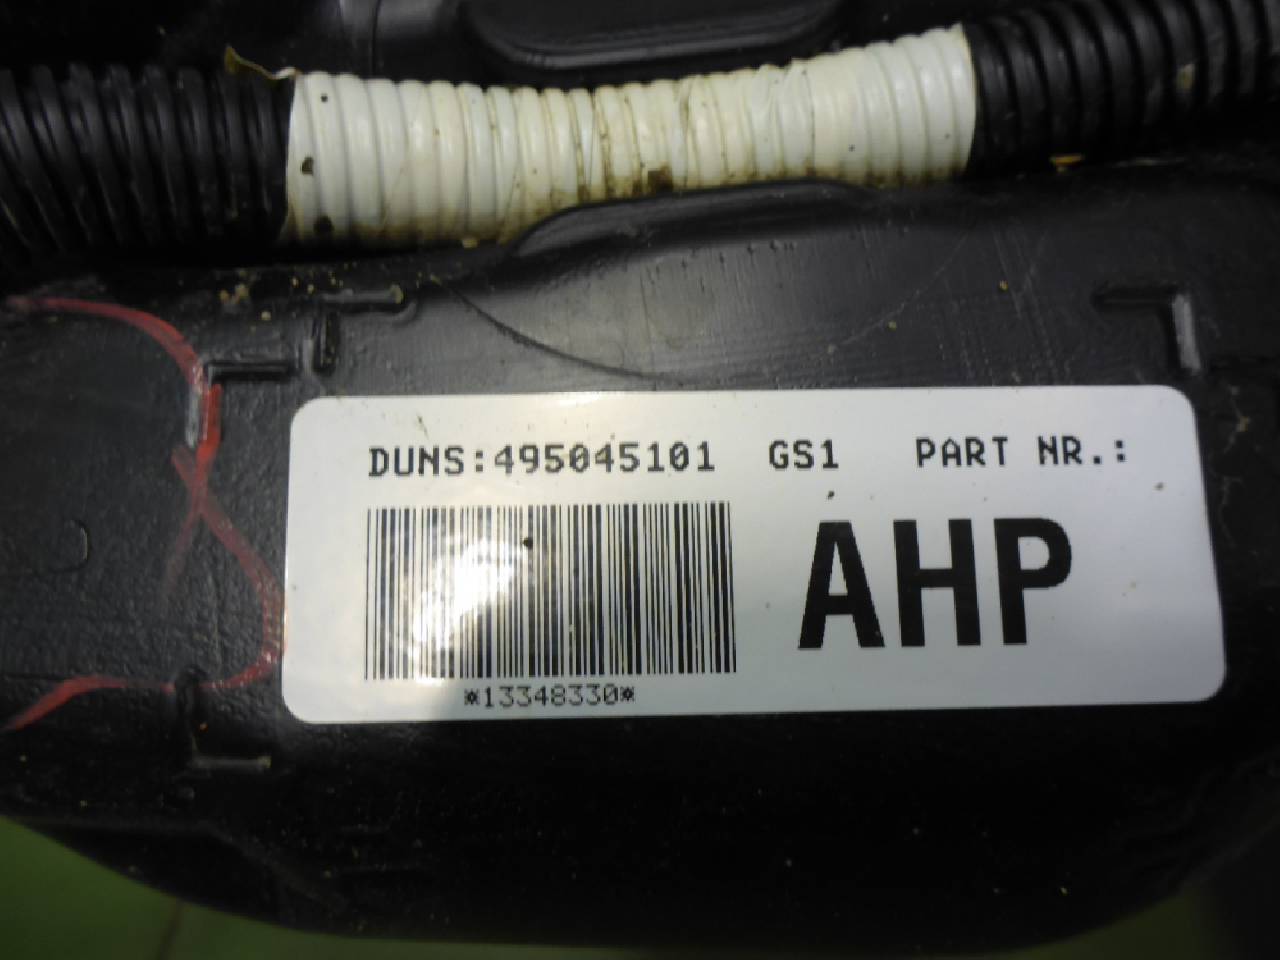 DUNS:495045101 GS1 PART NR.:
AHP
*13348330*